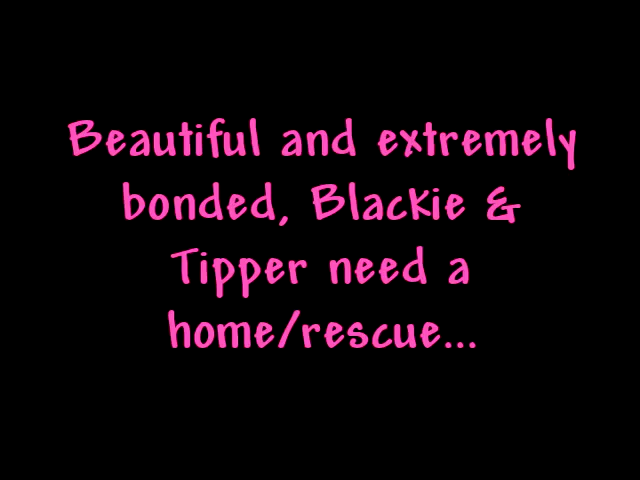 Beautiful and extremely
bonded, Blackie &
Tipper need a
home/rescue...